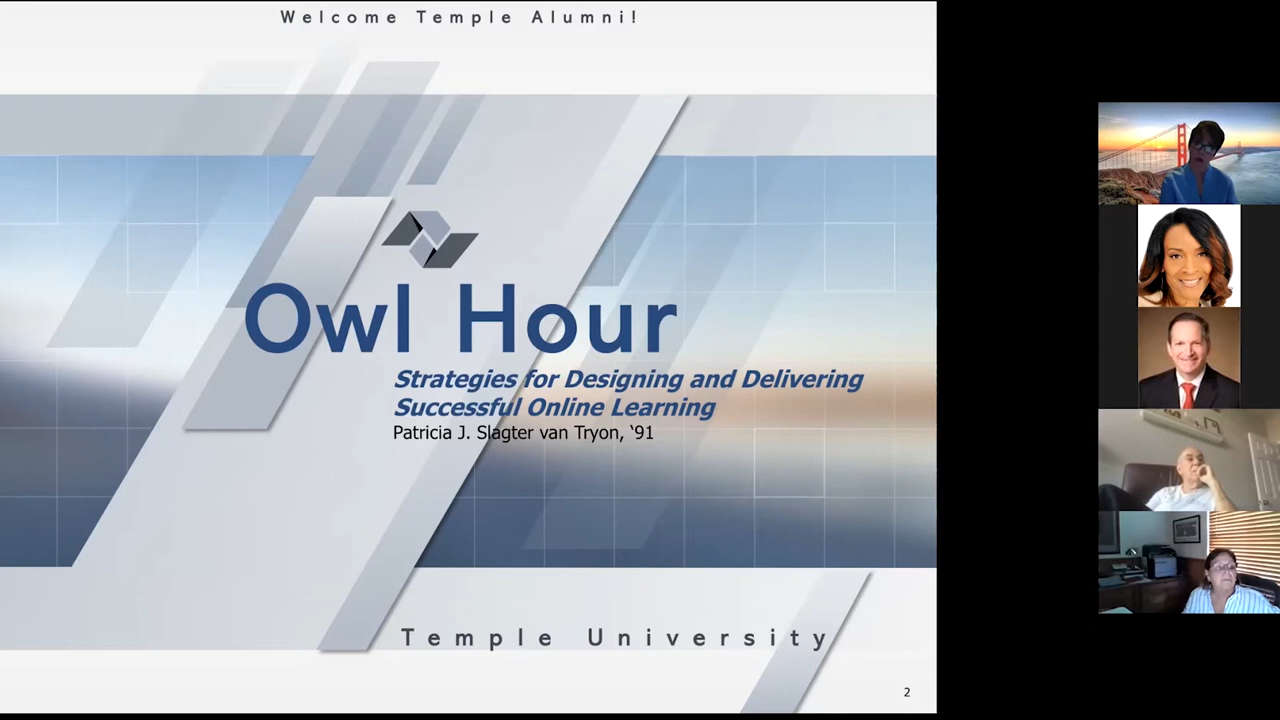 Welcome Temple Alumni!
Owl Hour
Strategies for Designing and Delivering
Successful Online Learning
Patricia J. Slagter van Tryon, ‘91
Temple University
2